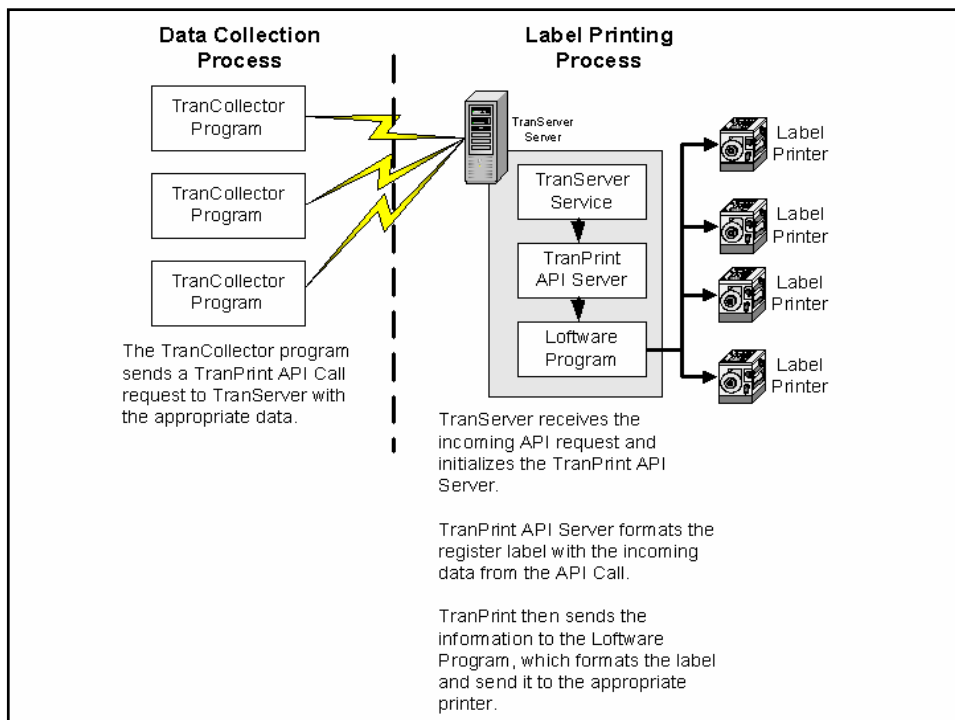 Data Collection
Process
TranCollector
Program
TranCollector
Program
TranCollector
Program
The TranCollector program
sends a TranPrint API Call
request to TranServer with
the appropriate data.
Label Printing
Process
TranServer
Server
TranServer
Service
TranPrint
API Server
Loftware
Program
Label
Printer
Label
Printer
Label
Printer
Label
Printer
TranServer receives the
incoming API request and
initializes the TranPrint API
Server.
TranPrint API Server formats the
register label with the incoming
data from the API Call.
TranPrint then sends the
information to the Loftware
Program, which formats the label
and send it to the appropriate
printer.